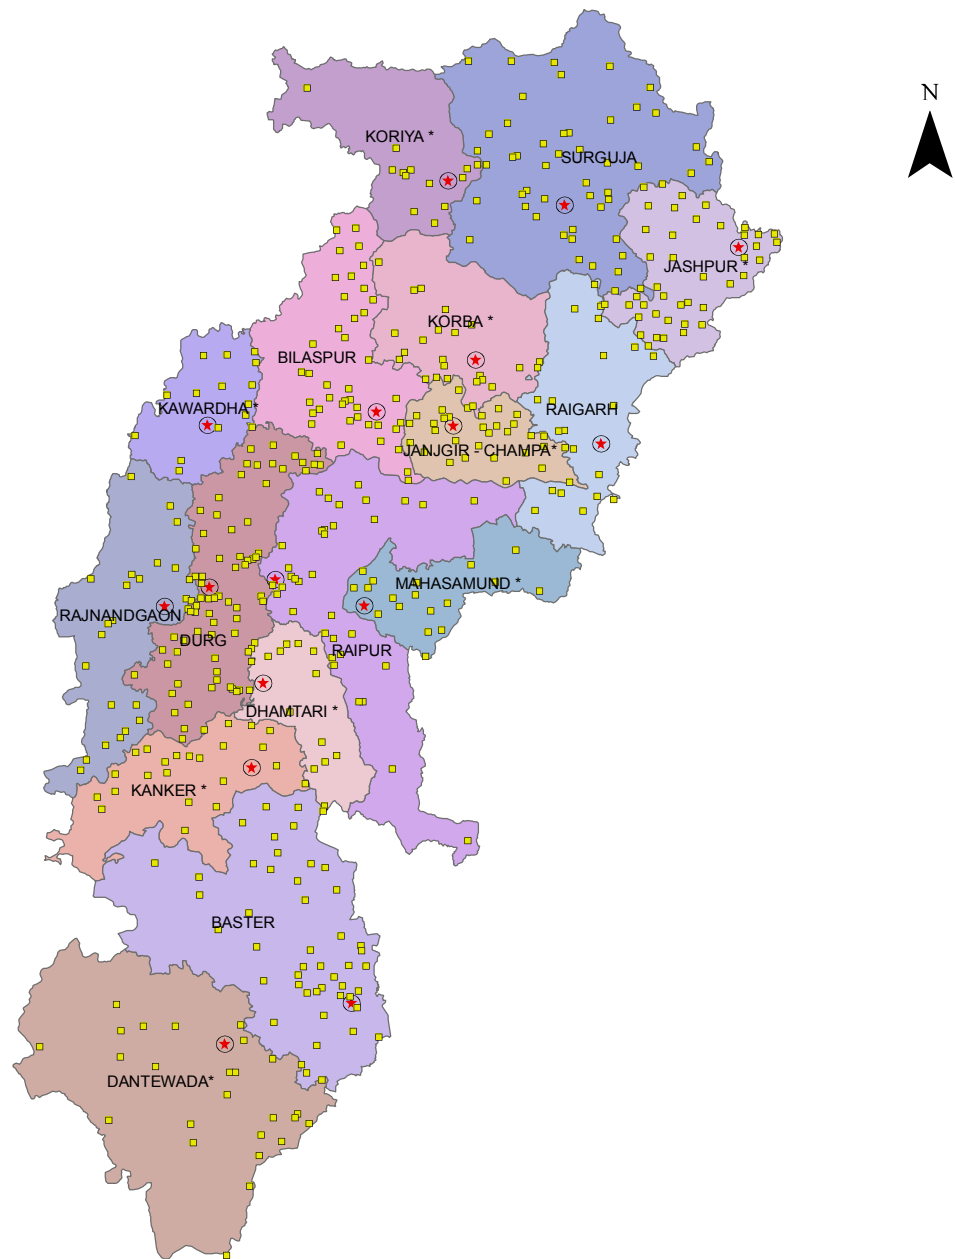 N
KORIYA *
SURGUJA
JASHPUR *
KORBA *
BILASPUR
KAWARDHA *
RAIGARH
JANJGIR - CHAMPA*
MAHASAMUND *
RAJNANDGAON
DURG
RAIPUR
DHAMTARI *
KANKER *
BASTER
DANTEWADA*